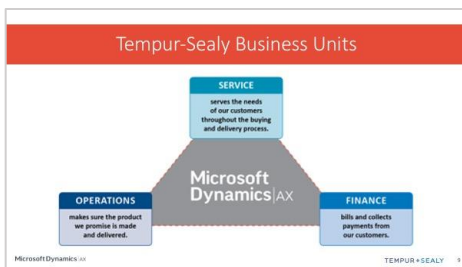 Tempur-Sealy Business Units
SERVICE
serves the needs
of our customers
throughout the buying
and delivery process.
Microsoft
Dynamics|AX
OPERATIONS
makes sure the product
we promise is made
and delivered.
FINANCE
bills and collects
payments from
our customers.
Microsoft Dynamics AX
TEMPUR+SEALY